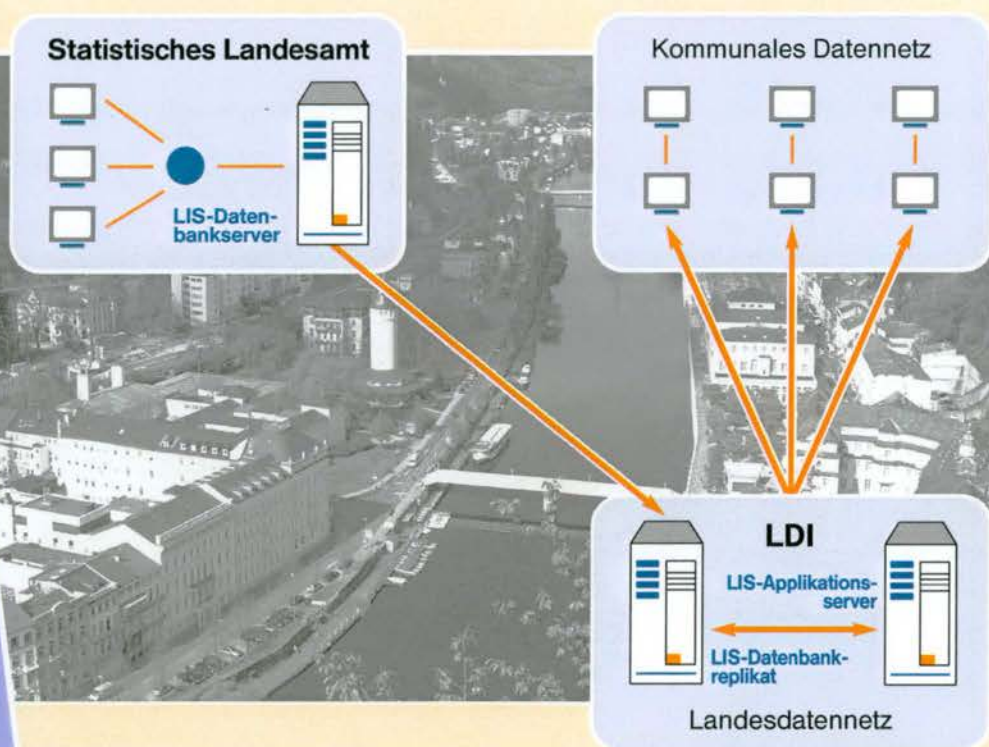 Statistisches Landesamt
LIS-Daten-
bankserver
Kommunales Datennetz
LDI
LIS-Applikations-
server
LIS-Datenbank-
replikat
Landesdatennetz